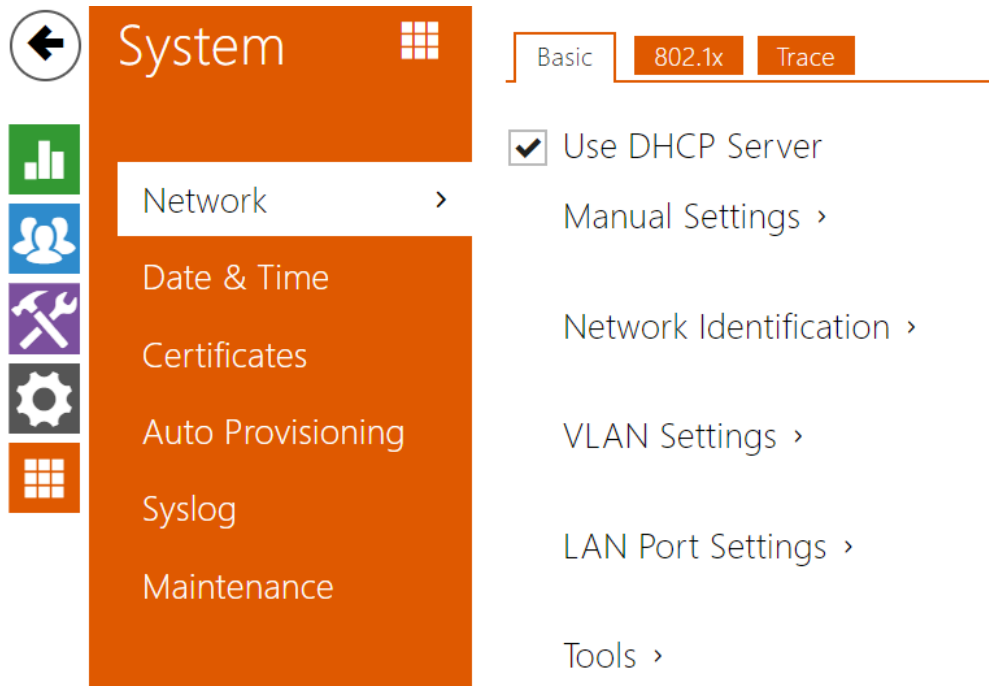 System
Network
Date & Time
Certificates
Auto Provisioning
Syslog
Maintenance
Basic 802.1x Trace
Use DHCP Server
Manual Settings
Network Identification
VLAN Settings
LAN Port Settings
Tools